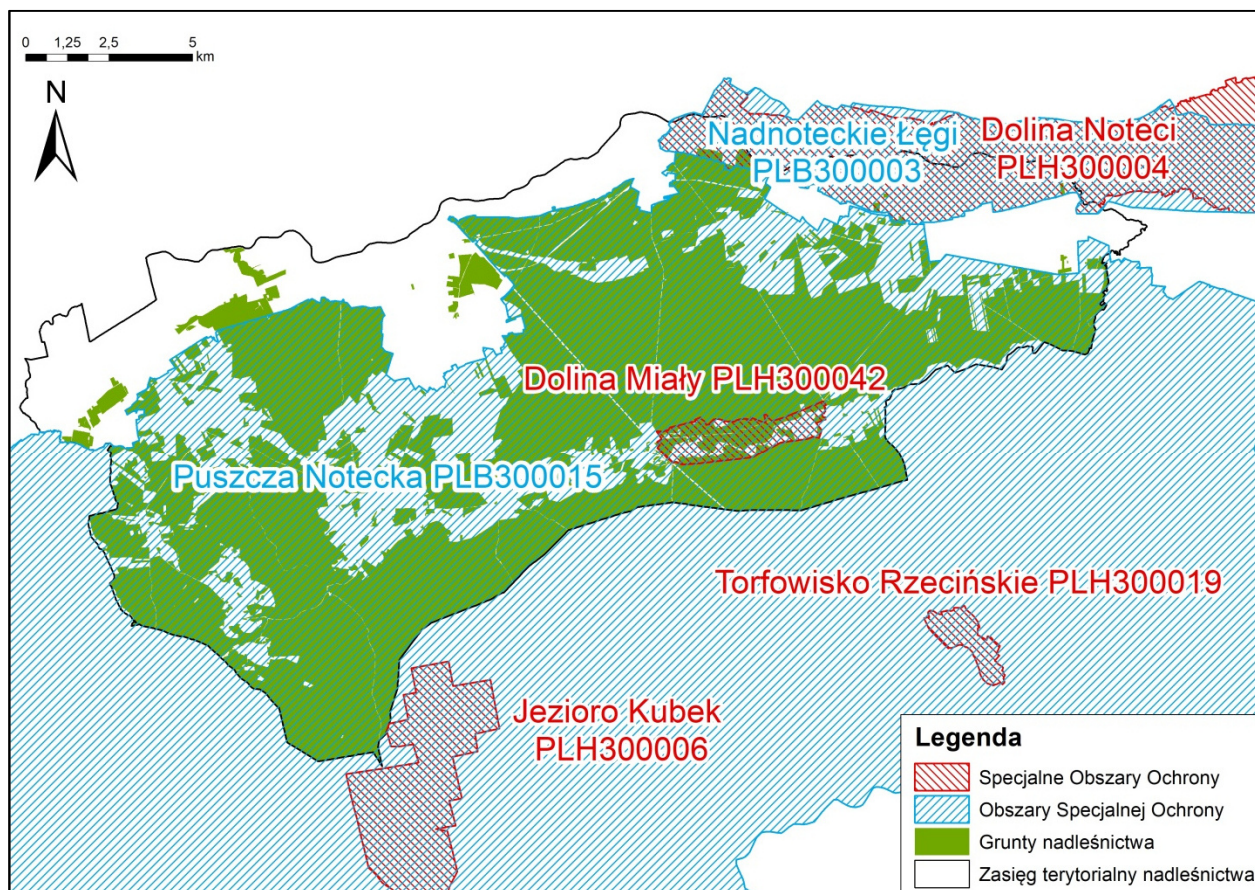 0 1,25 2,5 5
km
N
Nadnoteckie Łęgi
PLB300003
Dolina Noteci
PLH300004
Dolina Miały PLH300042
Puszcza Notecka PLB300015
Torfowisko Rzecińskie PLH300019
Jezioro Kubek
PLH300006
Legenda
Specjalne Obszary Ochrony
Obszary Specjalnej Ochrony
Grunty nadleśnictwa
Zasięg terytorialny nadleśnictwa